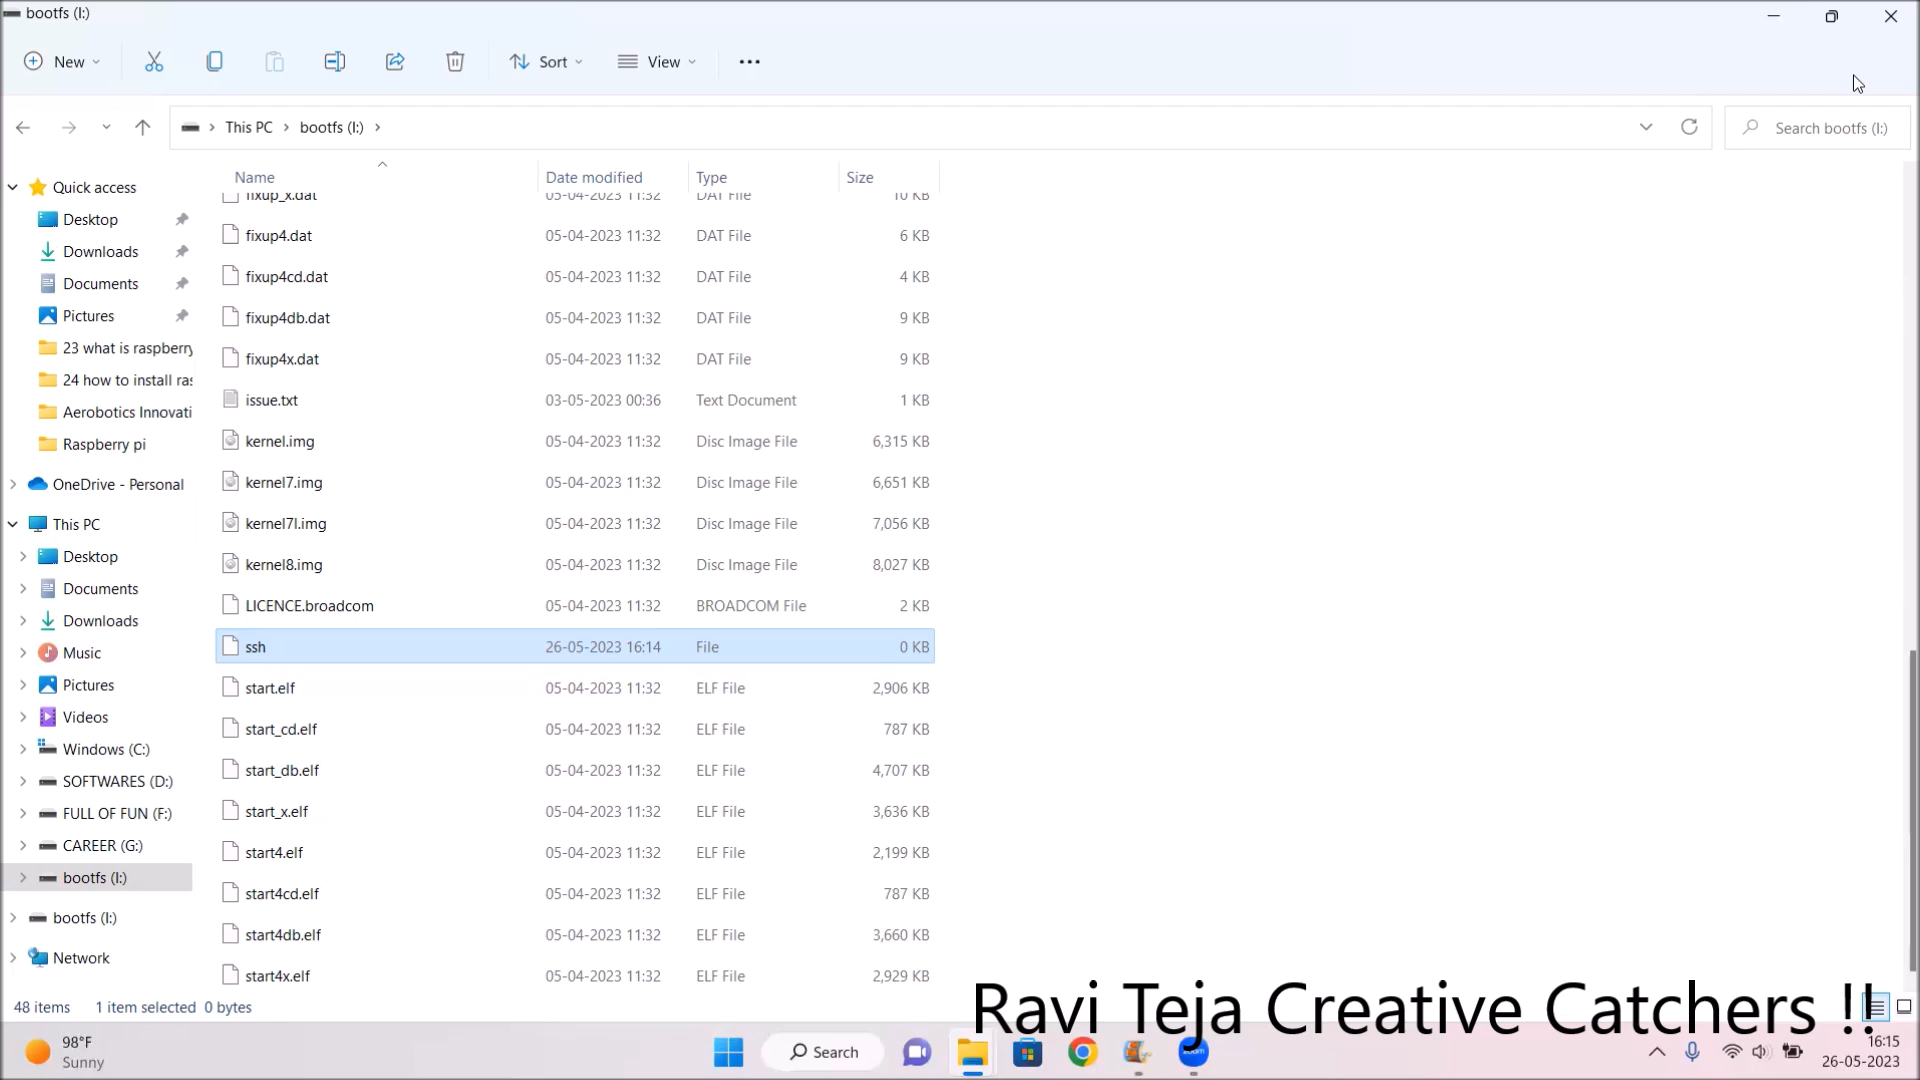 bootfs (I:)
New
Sort
View
This PC
bootfs (I:)
Search bootfs (I:)
Name
Date modified
Type
Size
Quick access
Desktop
Downloads
Documents
Pictures
23 what is raspberry
24 how to install ras
Aerobotics Innovati
Raspberry pi
OneDrive - Personal
This PC
Desktop
Documents
Downloads
Music
Pictures
Videos
Windows (C:)
SOFTWARES (D:)
FULL OF FUN (F:)
CAREER (G:)
bootfs (I:)
bootfs (I:)
Network
fixup_x.dat 05-04-2023 11:32 DAT File 10 KB
fixup4.dat 05-04-2023 11:32 DAT File 6 KB
fixup4cd.dat 05-04-2023 11:32 DAT File 4 KB
fixup4db.dat 05-04-2023 11:32 DAT File 9 KB
fixup4x.dat 05-04-2023 11:32 DAT File 9 KB
issue.txt 03-05-2023 00:36 Text Document 1 KB
kernel.img 05-04-2023 11:32 Disc Image File 6,315 KB
kernel7.img 05-04-2023 11:32 Disc Image File 6,651 KB
kernel7l.img 05-04-2023 11:32 Disc Image File 7,056 KB
kernel8.img 05-04-2023 11:32 Disc Image File 8,027 KB
LICENCE.broadcom 05-04-2023 11:32 BROADCOM File 2 KB
ssh 26-05-2023 16:14 File 0 KB
start.elf 05-04-2023 11:32 ELF File 2,906 KB
start_cd.elf 05-04-2023 11:32 ELF File 787 KB
start_db.elf 05-04-2023 11:32 ELF File 4,707 KB
start_x.elf 05-04-2023 11:32 ELF File 3,636 KB
start4.elf 05-04-2023 11:32 ELF File 2,199 KB
start4cd.elf 05-04-2023 11:32 ELF File 787 KB
start4db.elf 05-04-2023 11:32 ELF File 3,660 KB
start4x.elf 05-04-2023 11:32 ELF File 2,929 KB
48 items 1 item selected 0 bytes
Ravi Teja Creative Catchers !!
98°F
Sunny
Search
zoom
16:15
26-05-2023